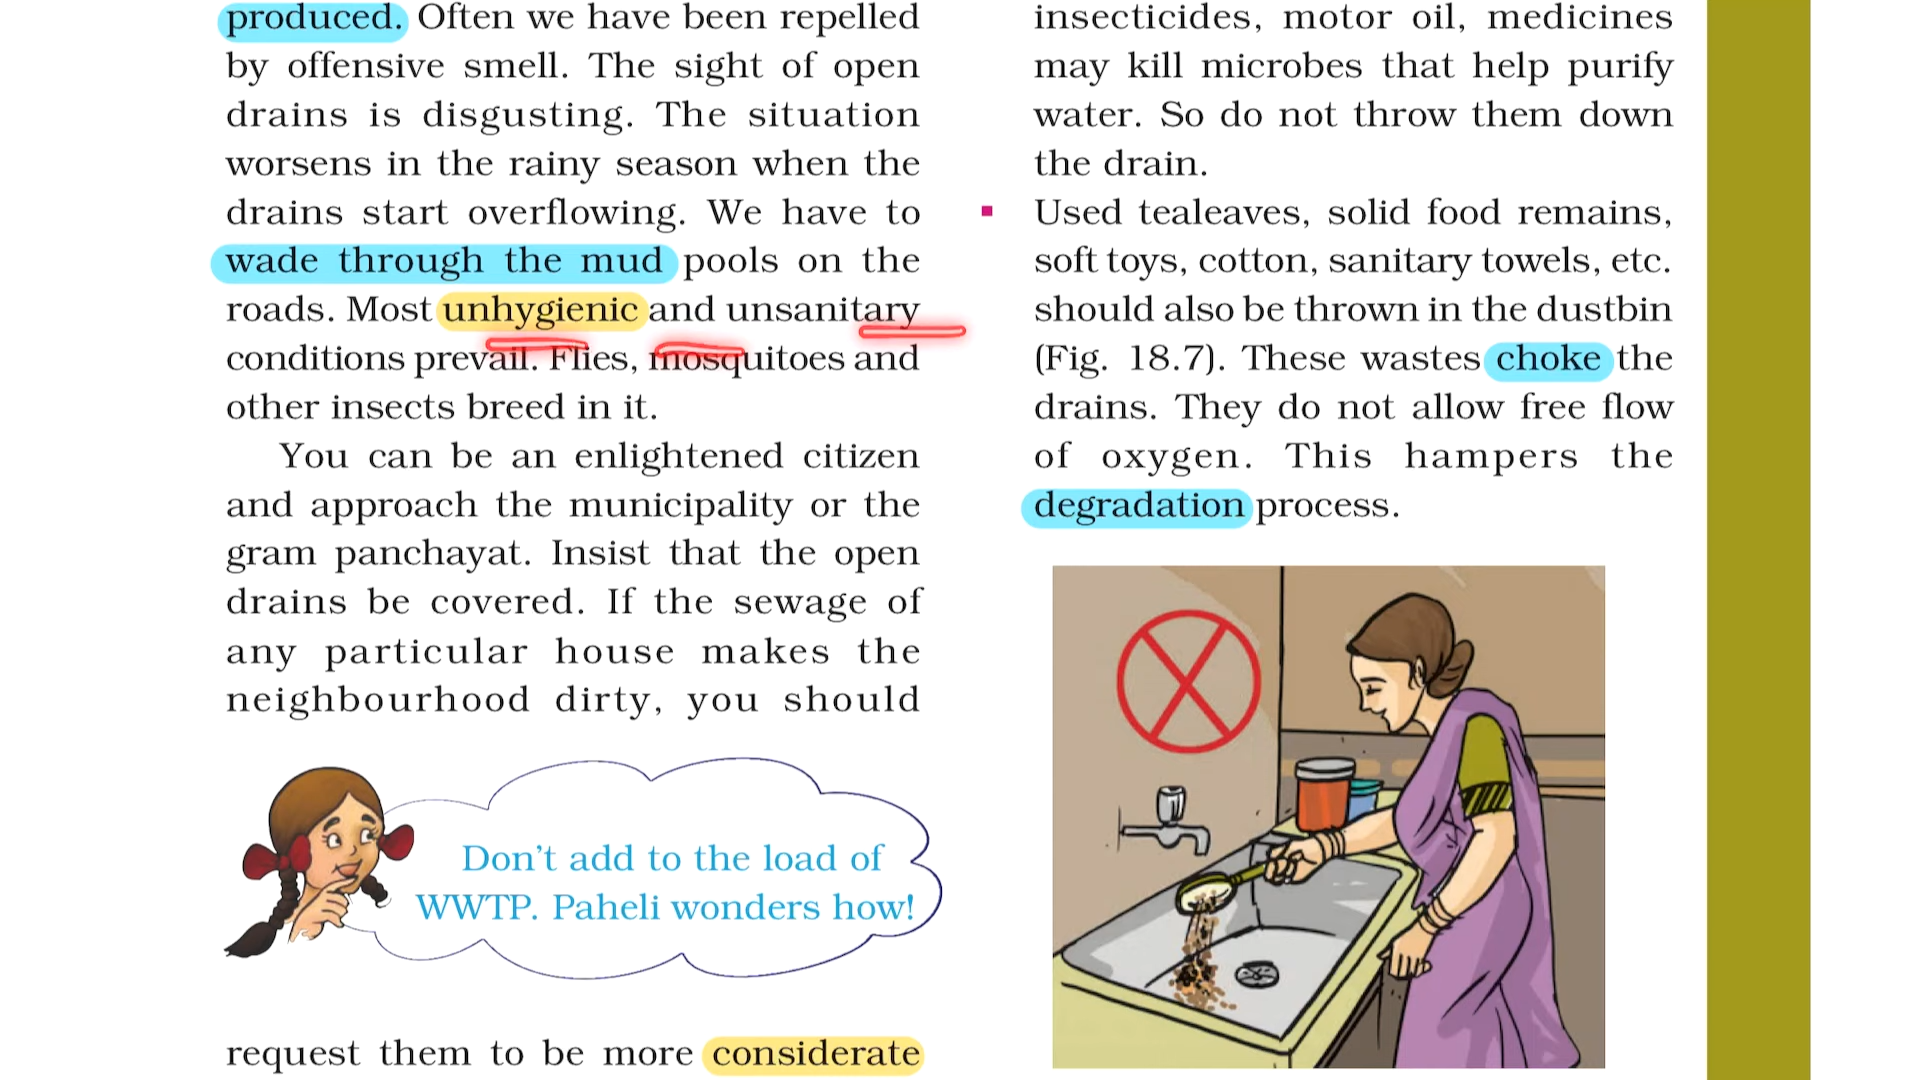 produced. Often we have been repelled
by offensive smell. The sight of open
drains is disgusting. The situation
worsens in the rainy season when the
drains start overflowing. We have to
wade through the mud pools on the
roads. Most unhygienic and unsanitary
conditions prevail. Flies, mosquitoes and
other insects breed in it.
You can be an enlightened citizen
and approach the municipality or the
gram panchayat. Insist that the open
drains be covered. If the sewage of
any particular house makes the
neighbourhood dirty, you should
Don't add to the load of
WWTP. Paheli wonders how!
request them to be more considerate
insecticides, motor oil, medicines
may kill microbes that help purify
water. So do not throw them down
the drain.
▪ Used tealeaves, solid food remains,
soft toys, cotton, sanitary towels, etc.
should also be thrown in the dustbin
(Fig. 18.7). These wastes choke the
drains. They do not allow free flow
of oxygen. This hampers the
degradation process.